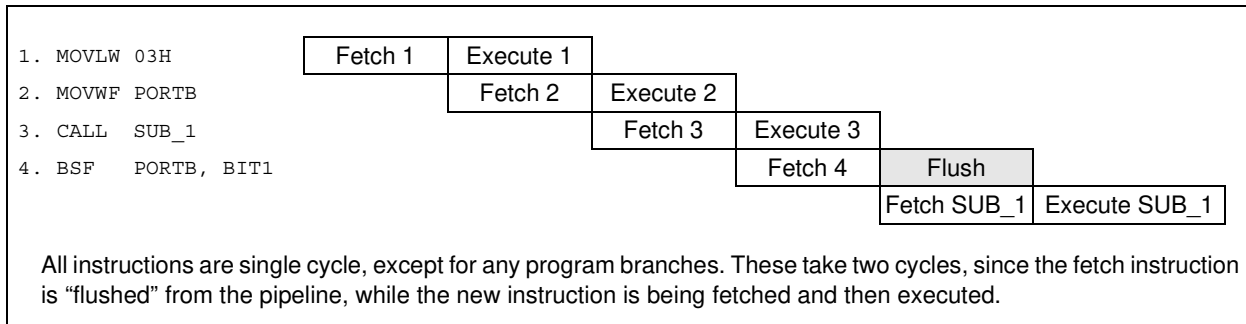 1. MOVLW 03H Fetch 1 Execute 1
2. MOVWF PORTB Fetch 2 Execute 2
3. CALL SUB_1 Fetch 3 Execute 3
4. BSF PORTB, BIT1 Fetch 4 Flush
Fetch SUB_1 Execute SUB_1
All instructions are single cycle, except for any program branches. These take two cycles, since the fetch instruction
is “flushed” from the pipeline, while the new instruction is being fetched and then executed.